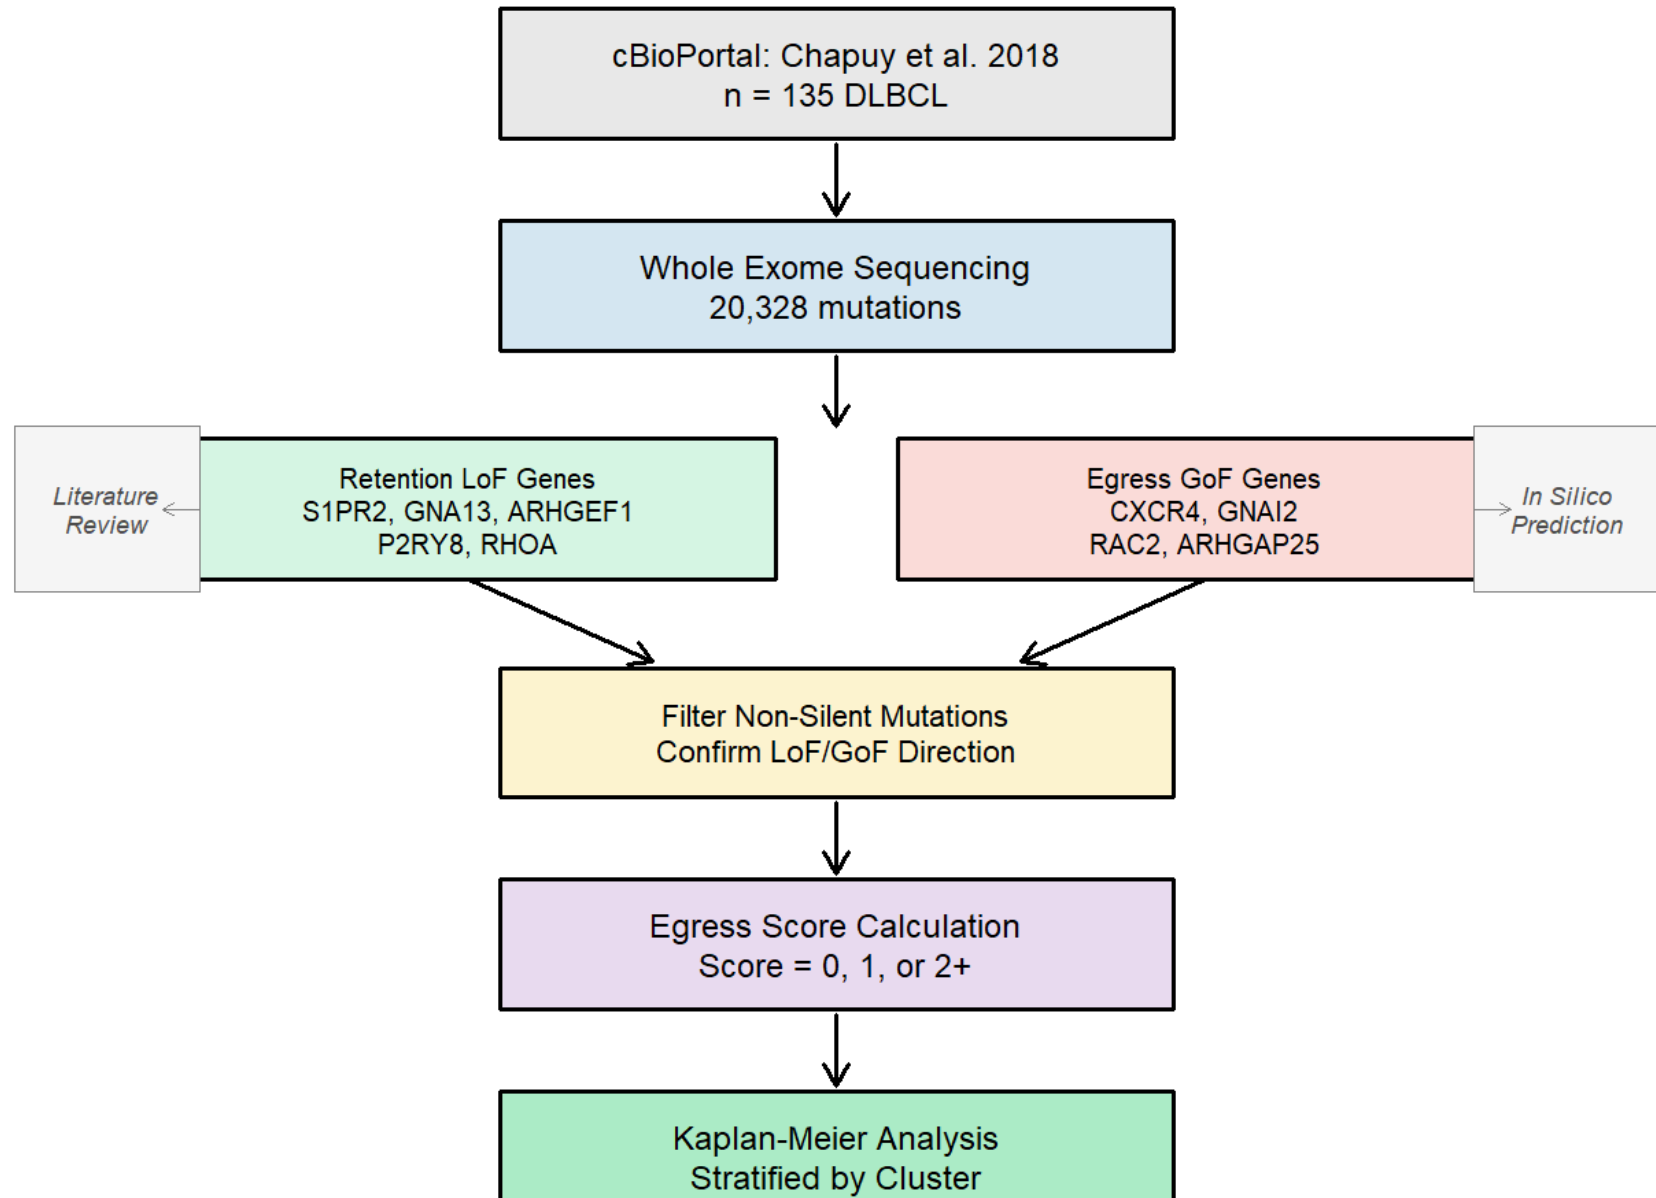 cBioPortal: Chapuy et al. 2018
n = 135 DLBCL
Whole Exome Sequencing
20,328 mutations
Literature
Review
Retention LoF Genes
S1PR2, GNA13, ARHGEF1
P2RY8, RHOA
Egress GoF Genes
CXCR4, GNAI2
RAC2, ARHGAP25
In Silico
Prediction
Filter Non-Silent Mutations
Confirm LoF/GoF Direction
Egress Score Calculation
Score = 0, 1, or 2+
Kaplan-Meier Analysis
Stratified by Cluster